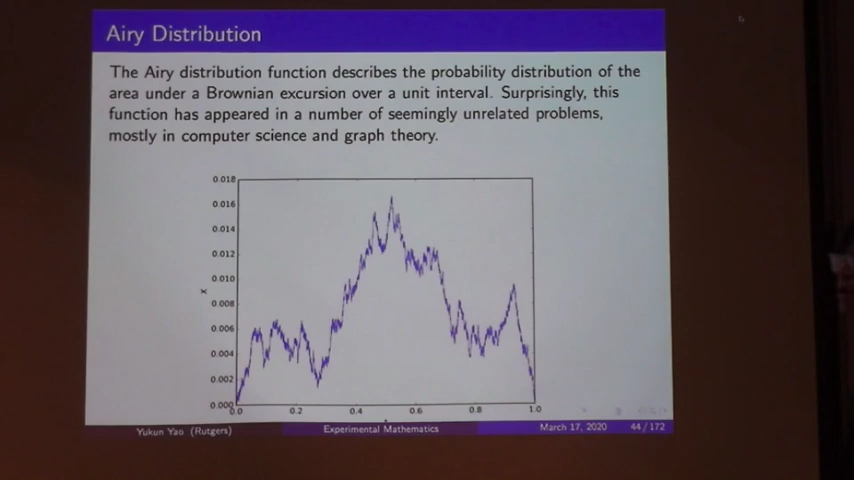 Airy Distribution
The Airy distribution function describes the probability distribution of the
area under a Brownian excursion over a unit interval. Surprisingly, this
function has appeared in a number of seemingly unrelated problems,
mostly in computer science and graph theory.
0.018
0.016
0.014
0.012
0.010
0.008
0.006
0.004
0.002
0.000
x
0.0 0.2 0.4 0.6 0.8 1.0
Yukun Yao (Rutgers) Experimental Mathematics March 17, 2020 44 / 172